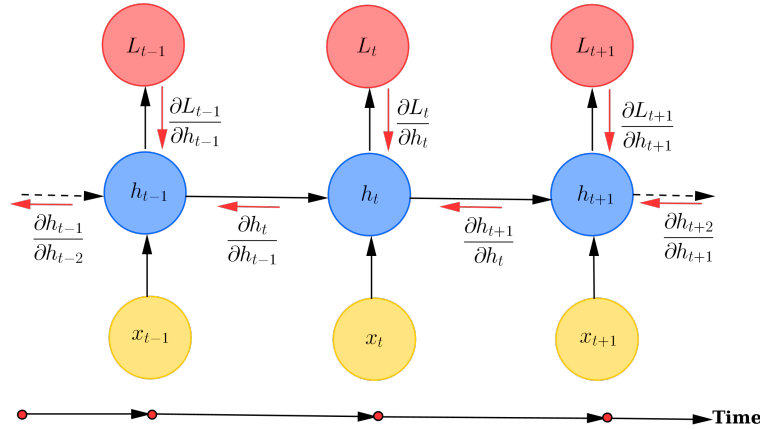 L_{t-1} L_t L_{t+1}
∂L_{t-1}/∂h_{t-1} ∂L_t/∂h_t ∂L_{t+1}/∂h_{t+1}
h_{t-1} h_t h_{t+1}
∂h_{t-1}/∂h_{t-2} ∂h_t/∂h_{t-1} ∂h_{t+1}/∂h_t ∂h_{t+2}/∂h_{t+1}
x_{t-1} x_t x_{t+1}
Time